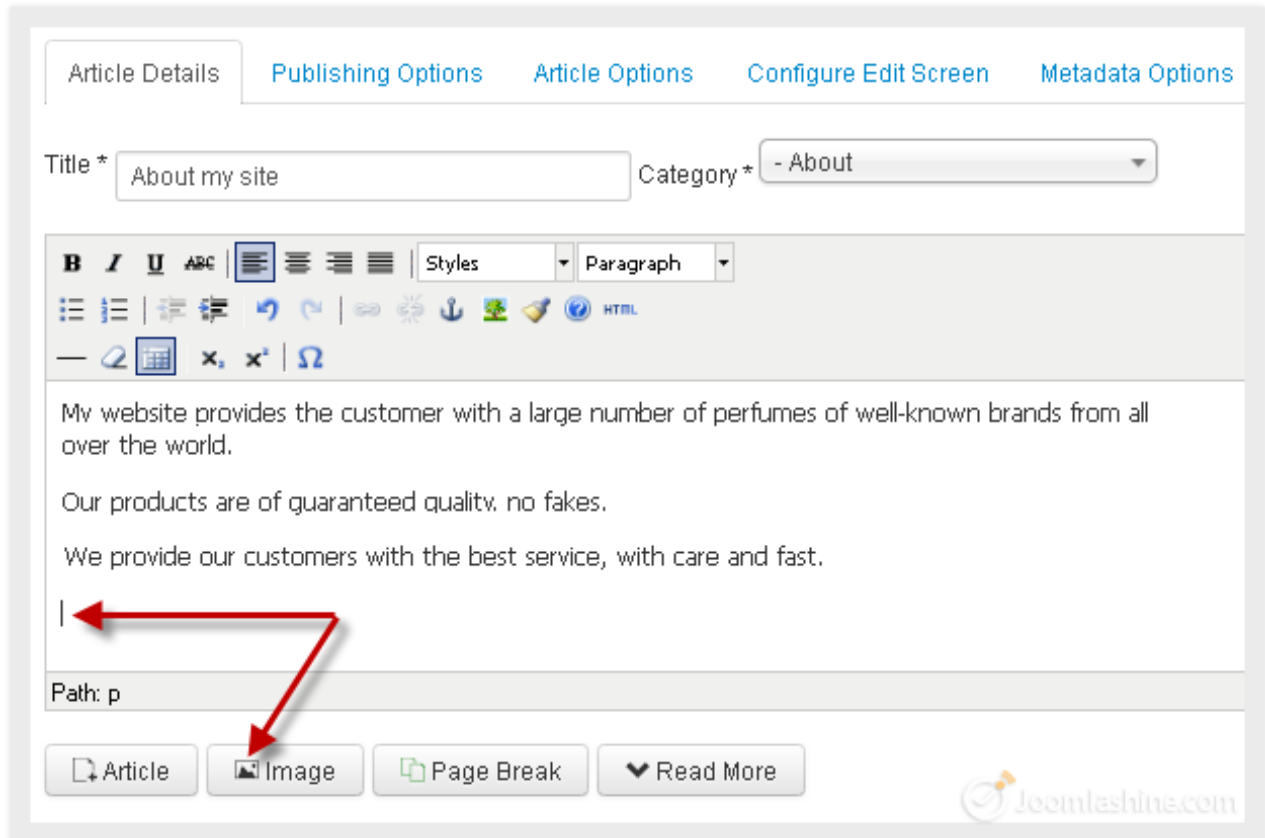 Article Details Publishing Options Article Options Configure Edit Screen Metadata Options
Title * About my site Category * - About
B I U ABC Styles Paragraph
HTML
x₂ x² Ω
My website provides the customer with a large number of perfumes of well-known brands from all
over the world.
Our products are of guaranteed quality, no fakes.
We provide our customers with the best service, with care and fast.
Path: p
Article Image Page Break Read More
Joomlashine.com